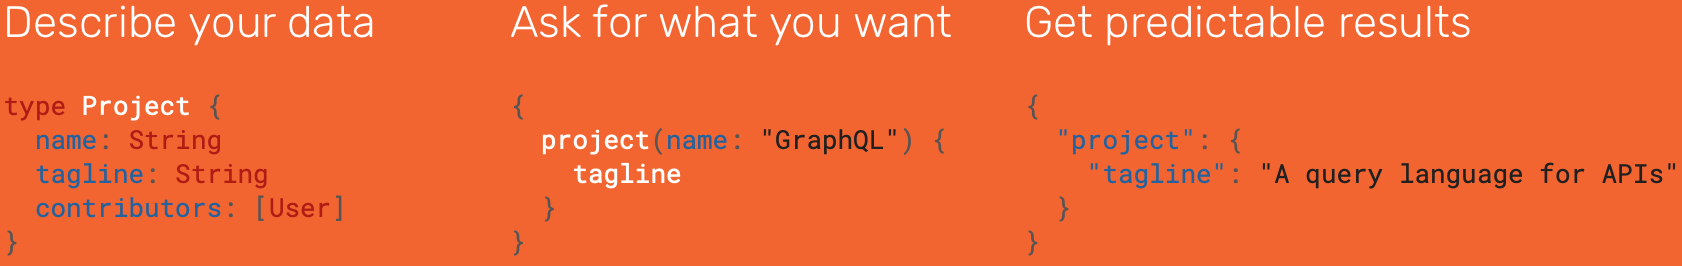 Describe your data
type Project {
  name: String
  tagline: String
  contributors: [User]
}
Ask for what you want
{
  project(name: "GraphQL") {
    tagline
  }
}
Get predictable results
{
  "project": {
    "tagline": "A query language for APIs"
  }
}